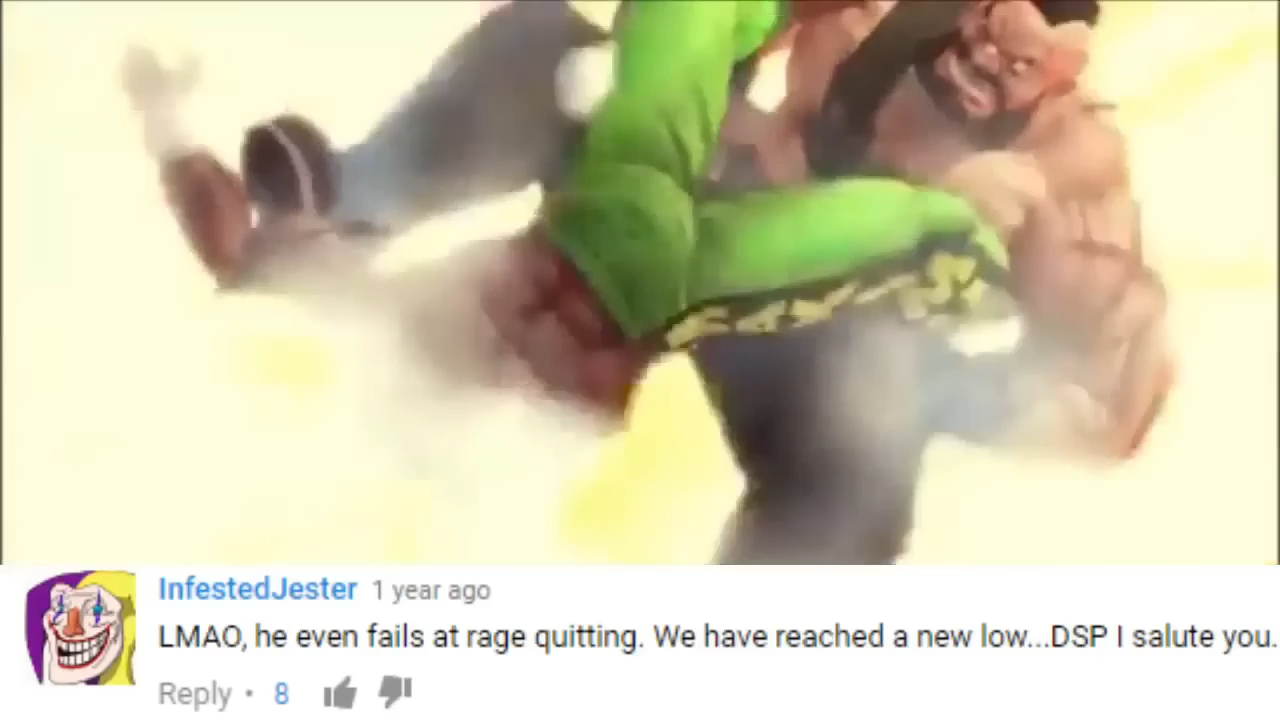 InfestedJester 1 year ago
LMAO, he even fails at rage quitting. We have reached a new low...DSP I salute you.
Reply • 8